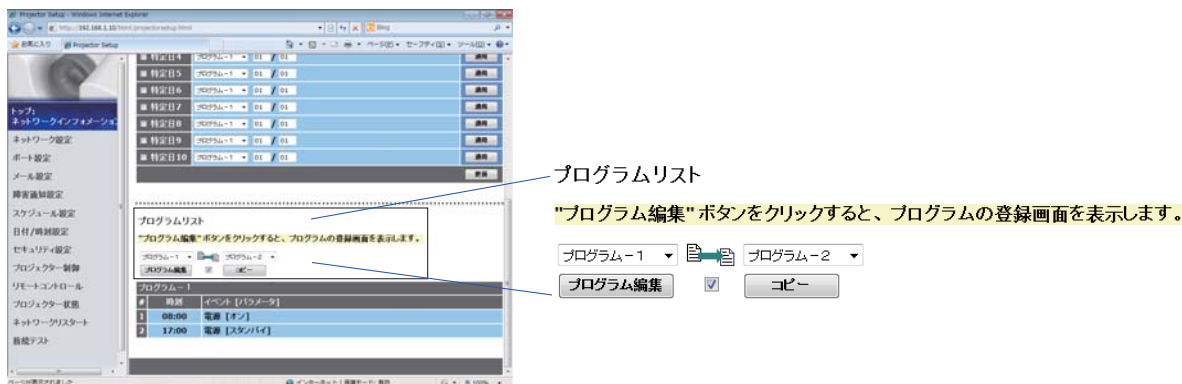 Projector Setup - Windows Internet Explorer
http://192.168.1.10/html/projectorsetup.html
Bing
お気に入り
Projector Setup
ページ(P)
セーフティ(S)
ツール(O)
トップ:
ネットワークインフォメーション
ネットワーク設定
ポート設定
メール設定
障害通知設定
スケジュール設定
日付/時刻設定
セキュリティ設定
プロジェクター制御
リモートコントロール
プロジェクター状態
ネットワークリスタート
接続テスト
特定日4 プログラム-1 01 / 01 適用
特定日5 プログラム-1 01 / 01 適用
特定日6 プログラム-1 01 / 01 適用
特定日7 プログラム-1 01 / 01 適用
特定日8 プログラム-1 01 / 01 適用
特定日9 プログラム-1 01 / 01 適用
特定日10 プログラム-1 01 / 01 適用
更新
プログラムリスト
"プログラム編集" ボタンをクリックすると、プログラムの登録画面を表示します。
プログラム-1 プログラム-2
プログラム編集 コピー
プログラム-1
# 時刻 イベント [パラメータ]
1 08:00 電源 [オン]
2 17:00 電源 [スタンバイ]
ページが表示されました
インターネット | 保護モード: 無効
100%
プログラムリスト
"プログラム編集" ボタンをクリックすると、プログラムの登録画面を表示します。
プログラム-1 プログラム-2
プログラム編集 コピー